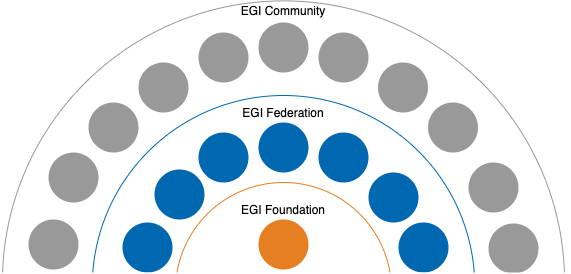 EGI Community
EGI Federation
EGI Foundation